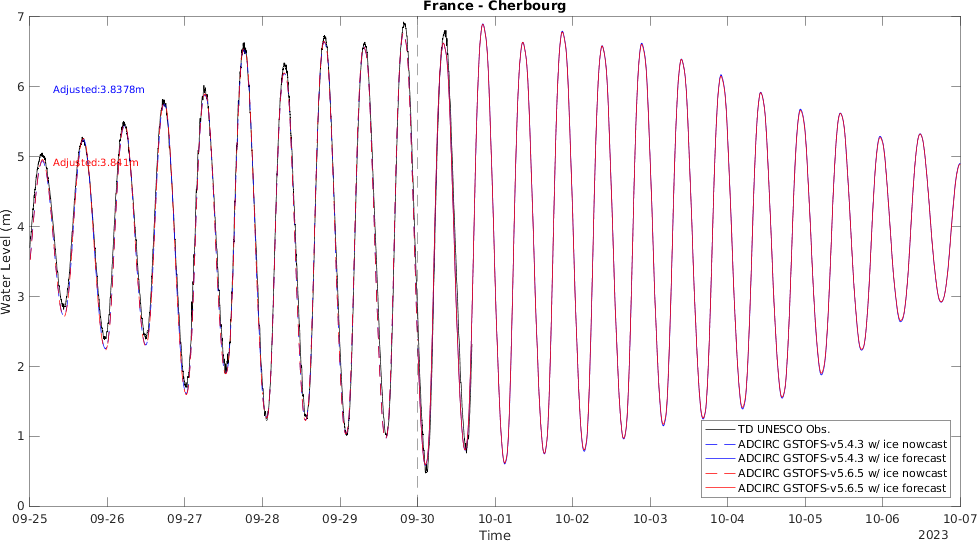 France - Cherbourg
7
6
5
4
3
2
1
0
Water Level (m)
Adjusted:3.8378m
Adjusted:3.841m
TD UNESCO Obs.
ADCIRC GSTOFS-v5.4.3 w/ ice nowcast
ADCIRC GSTOFS-v5.4.3 w/ ice forecast
ADCIRC GSTOFS-v5.6.5 w/ ice nowcast
ADCIRC GSTOFS-v5.6.5 w/ ice forecast
09-25 09-26 09-27 09-28 09-29 09-30 10-01 10-02 10-03 10-04 10-05 10-06 10-07
Time
2023